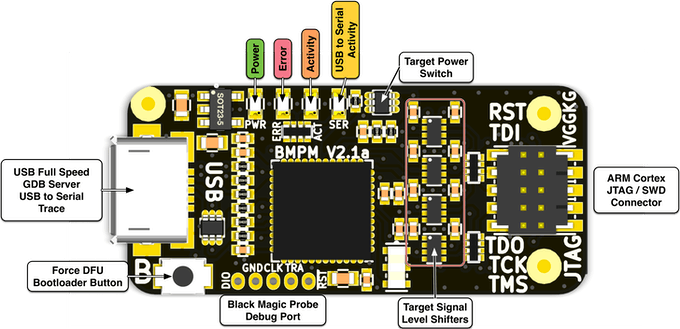 Power
Error
Activity
USB to Serial
Activity
Target Power
Switch
SOT23-5
PWR
ERR
ACT
SER
BMPM V2.1a
RST
TDI
VGGKG
USB Full Speed
GDB Server
USB to Serial
Trace
USB
ARM Cortex
JTAG / SWD
Connector
TDO
TCK
TMS
JTAG
Force DFU
Bootloader Button
B
DIO
GND
CLK
TRA
RST
Black Magic Probe
Debug Port
Target Signal
Level Shifters